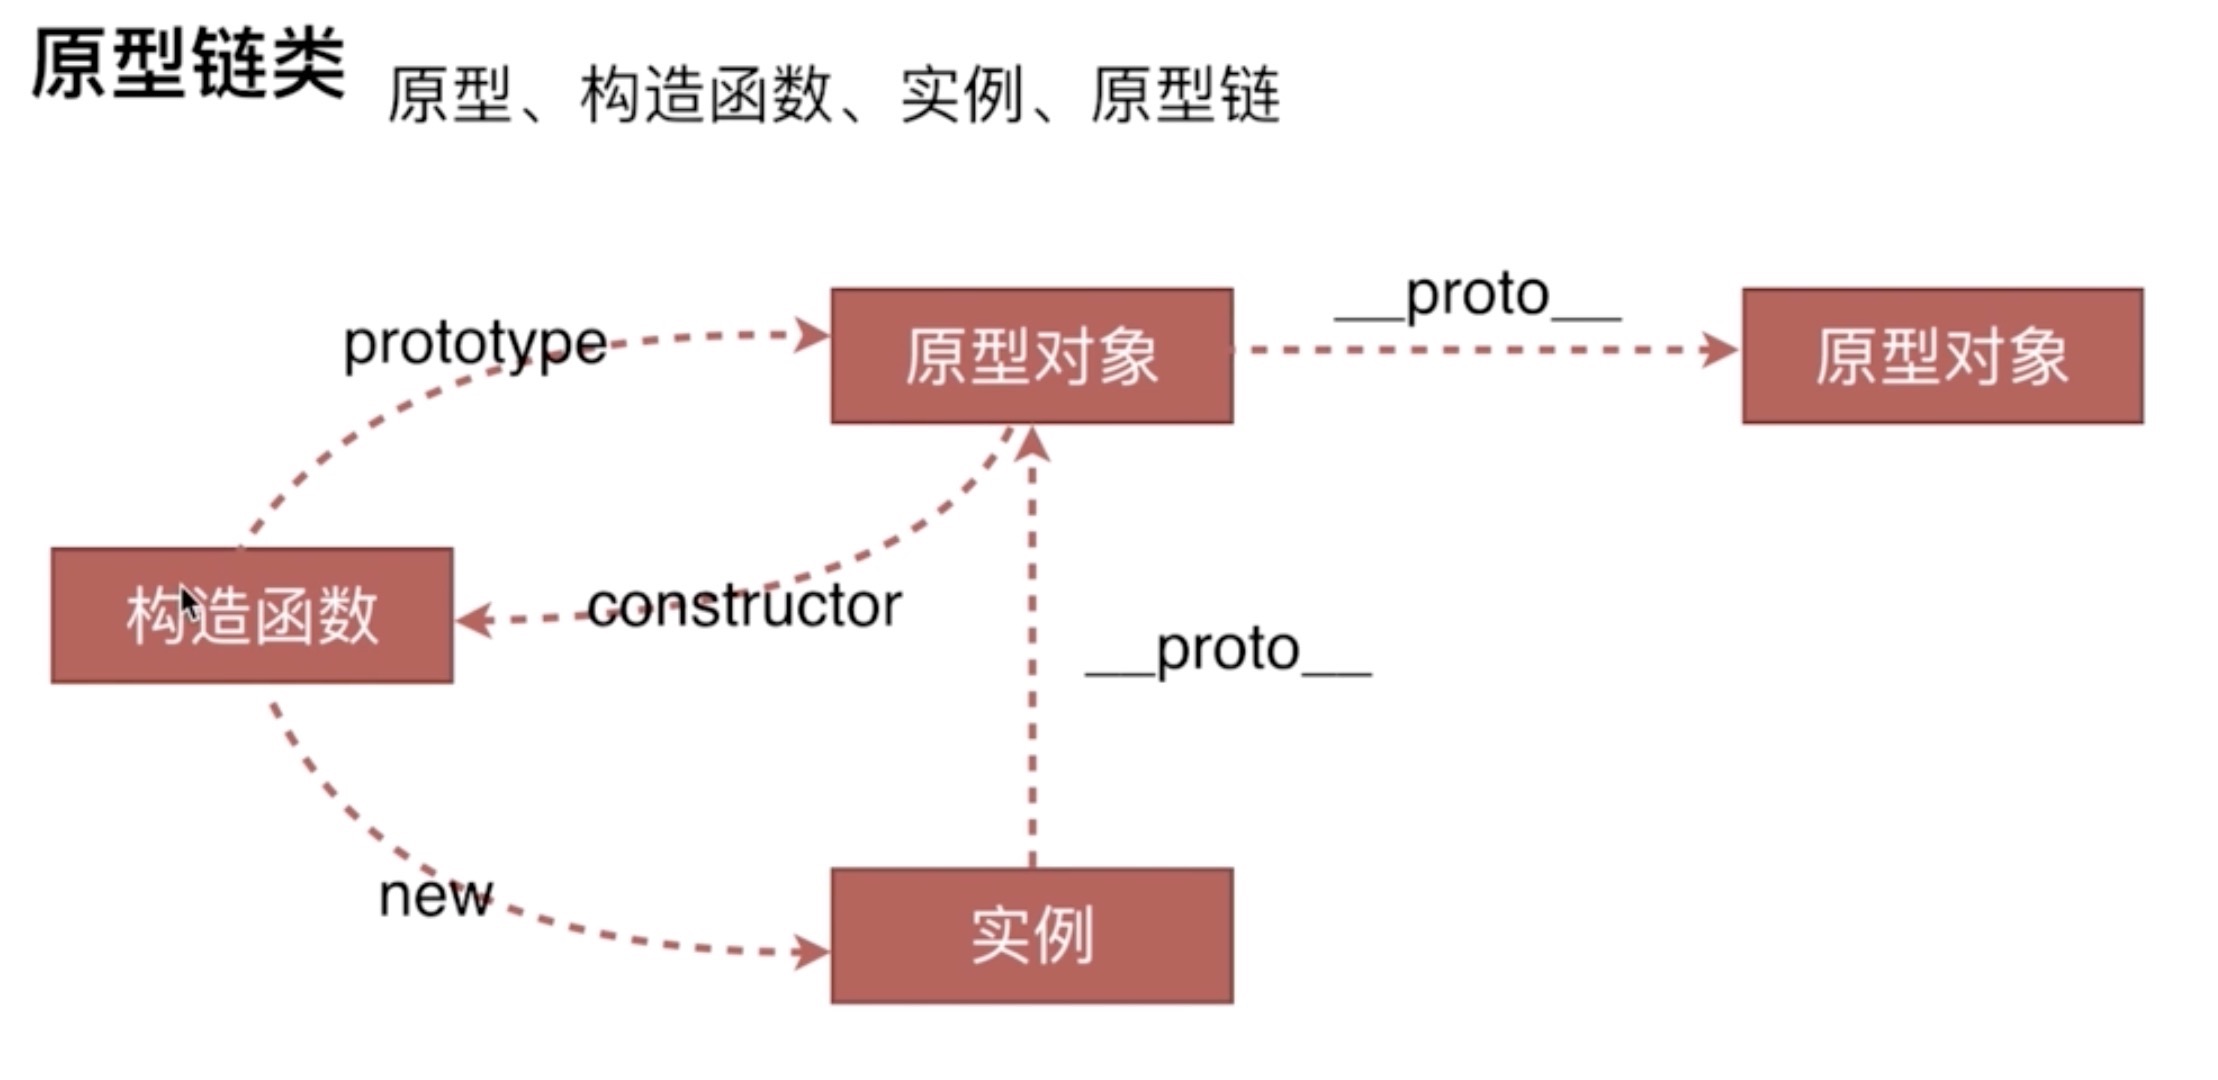 原型链类
原型、构造函数、实例、原型链
__proto__
prototype
原型对象
原型对象
构造函数
constructor
__proto__
new
实例